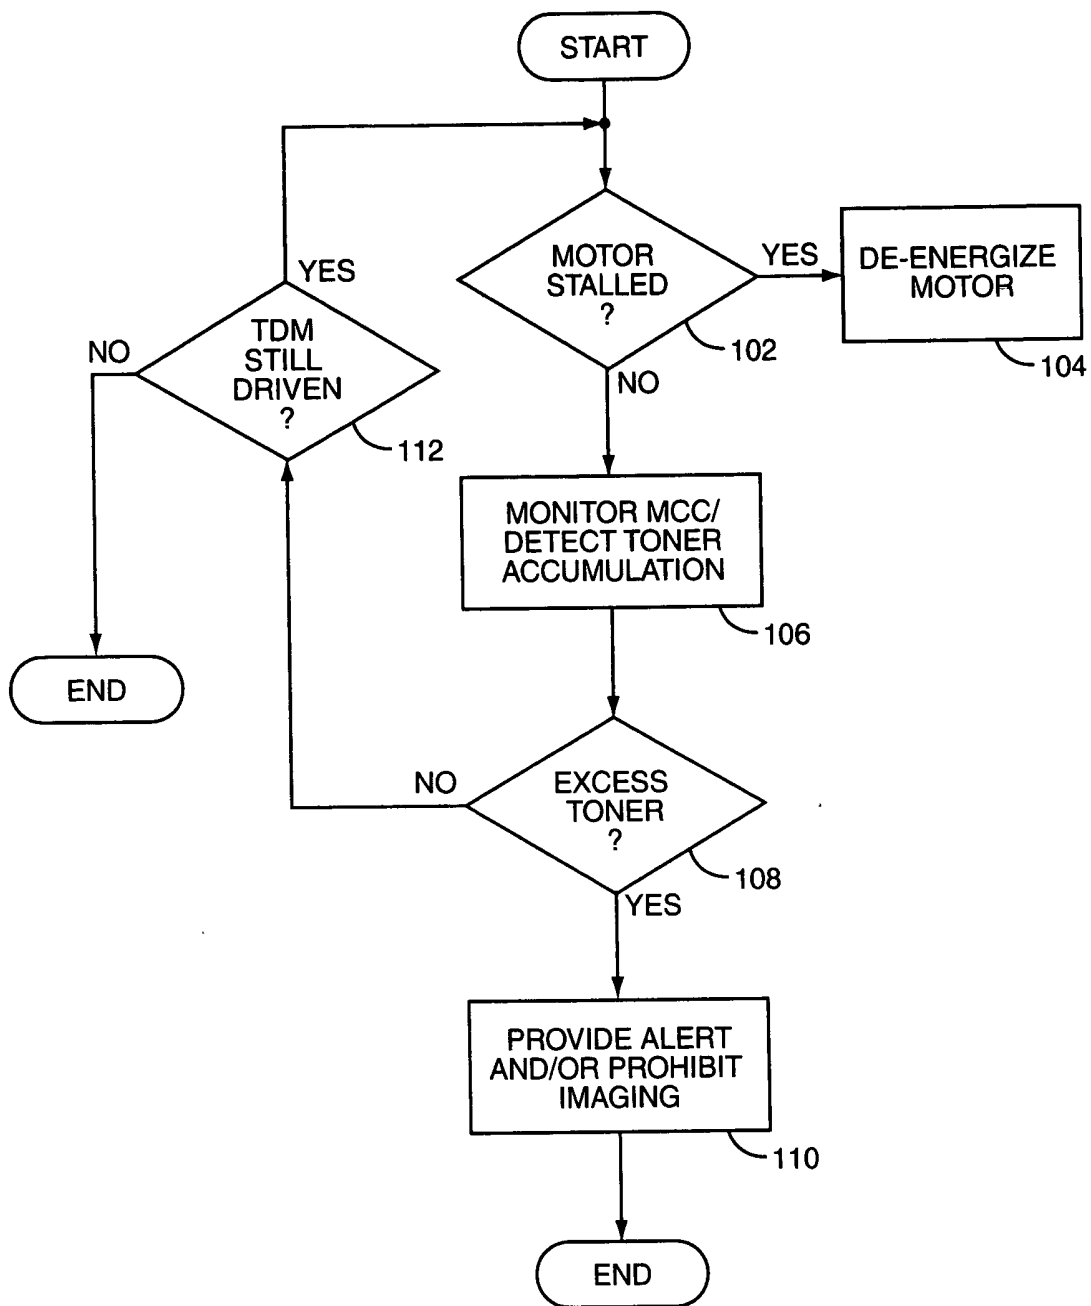 START
MOTOR
STALLED
?
YES
DE-ENERGIZE
MOTOR
102
104
NO
YES
TDM
STILL
DRIVEN
?
NO
112
MONITOR MCC/
DETECT TONER
ACCUMULATION
106
END
NO
EXCESS
TONER
?
108
YES
PROVIDE ALERT
AND/OR PROHIBIT
IMAGING
110
END